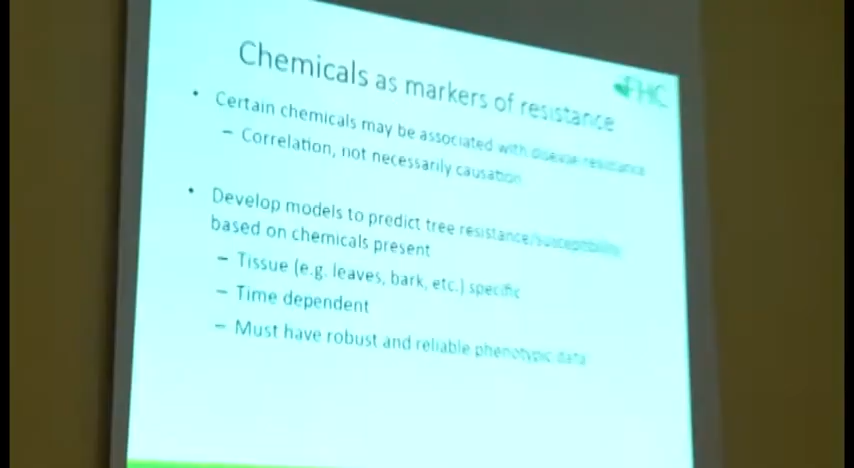 FHC
Chemicals as markers of resistance
• Certain chemicals may be associated with disease resistance
– Correlation, not necessarily causation
• Develop models to predict tree resistance/susceptibility
based on chemicals present
– Tissue (e.g. leaves, bark, etc.) specific
– Time dependent
– Must have robust and reliable phenotypic data